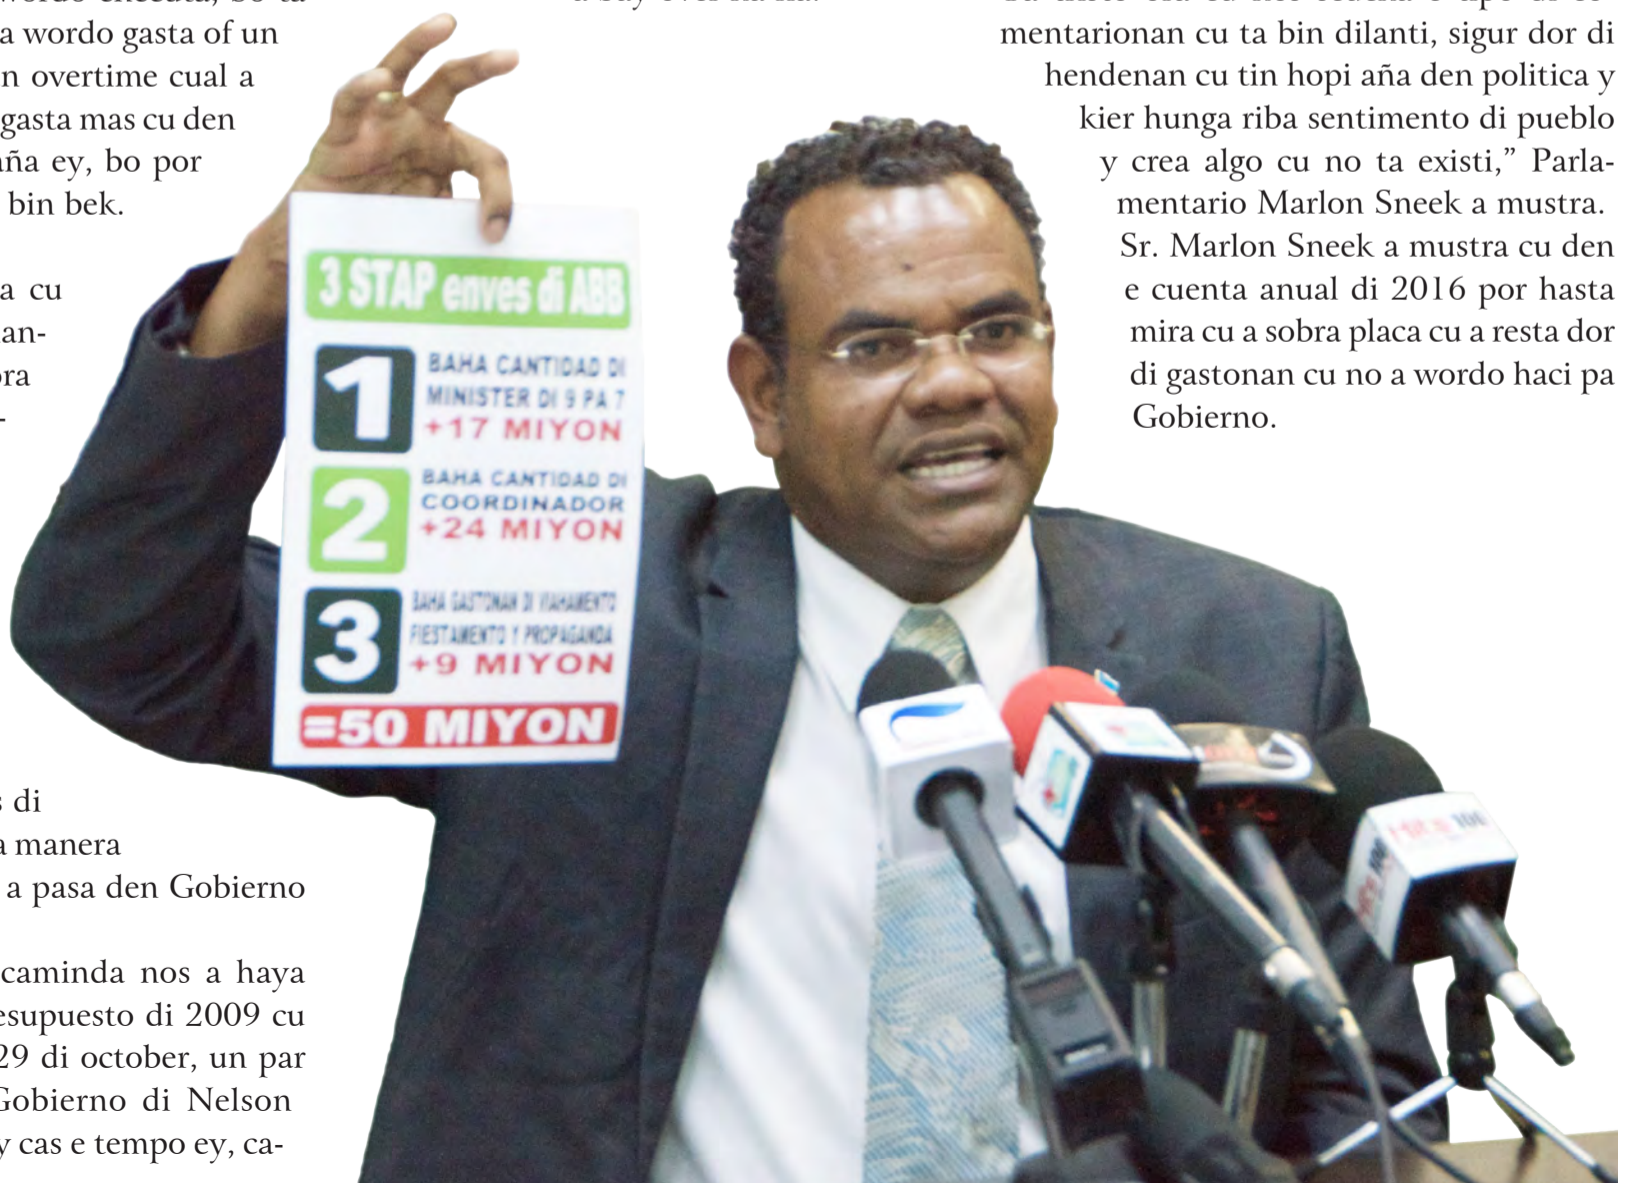 a wordo gasta of un
n overtime cual a
gasta mas cu den
aña ey, bo por
bin bek.
a cu
di
a manera
a pasa den Gobierno
caminda nos a haya
esupuesto di 2009 cu
29 di october, un par
Gobierno di Nelson
y cas e tempo ey, ca-
3 STAP enves di ABB
1
BAHA CANTIDAD DI
MINISTER DI 9 PA 7
+17 MIYON
2
BAHA CANTIDAD DI
COORDINADOR
+24 MIYON
3
BAHA GASTONAN DI VIAHAMENTO
FIESTAMENTO Y PROPAGANDA
+9 MIYON
=50 MIYON
mentarionan cu ta bin dilanti, sigur dor di
hendenan cu tin hopi aña den politica y
kier hunga riba sentimento di pueblo
y crea algo cu no ta existi,” Parla-
mentario Marlon Sneek a mustra.
Sr. Marlon Sneek a mustra cu den
e cuenta anual di 2016 por hasta
mira cu a sobra placa cu a resta dor
di gastonan cu no a wordo haci pa
Gobierno.